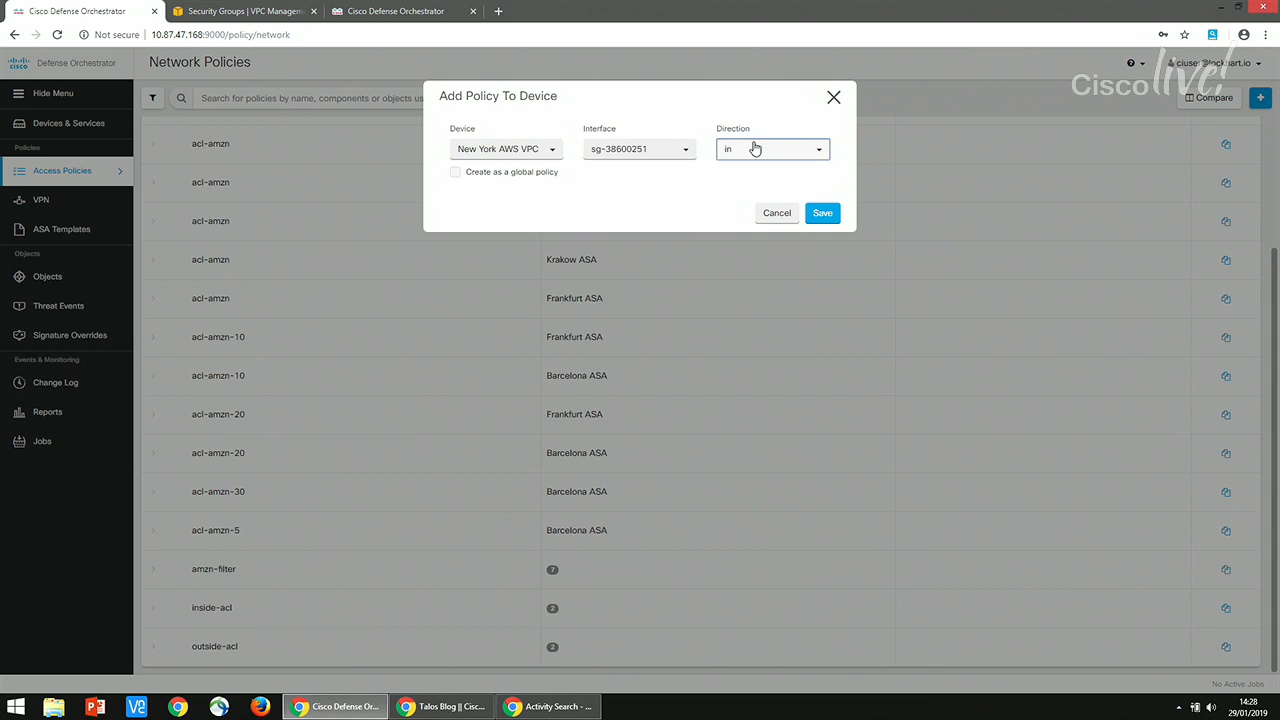 Cisco Defense Orchestrator
Security Groups | VPC Managem
Cisco Defense Orchestrator
Not secure | 10.87.47.168:9000/policy/network
cisco Defense Orchestrator
Network Policies
ciuser@lockhart.io
Cisco live!
Hide Menu
Search for policies by name, components or objects us
Compare
Add Policy To Device
Device
Interface
Direction
New York AWS VPC
sg-38600251
in
Create as a global policy
Cancel
Save
Devices & Services
Policies
Access Policies
VPN
ASA Templates
Objects
Objects
Threat Events
Signature Overrides
Events & Monitoring
Change Log
Reports
Jobs
acl-amzn
acl-amzn
acl-amzn
acl-amzn Krakow ASA
acl-amzn Frankfurt ASA
acl-amzn-10 Frankfurt ASA
acl-amzn-10 Barcelona ASA
acl-amzn-20 Frankfurt ASA
acl-amzn-20 Barcelona ASA
acl-amzn-30 Barcelona ASA
acl-amzn-5 Barcelona ASA
amzn-filter 7
inside-acl 2
outside-acl 2
No Active Jobs
Cisco Defense Or...
Talos Blog || Cisc...
Activity Search - ...
14:28
29/01/2019